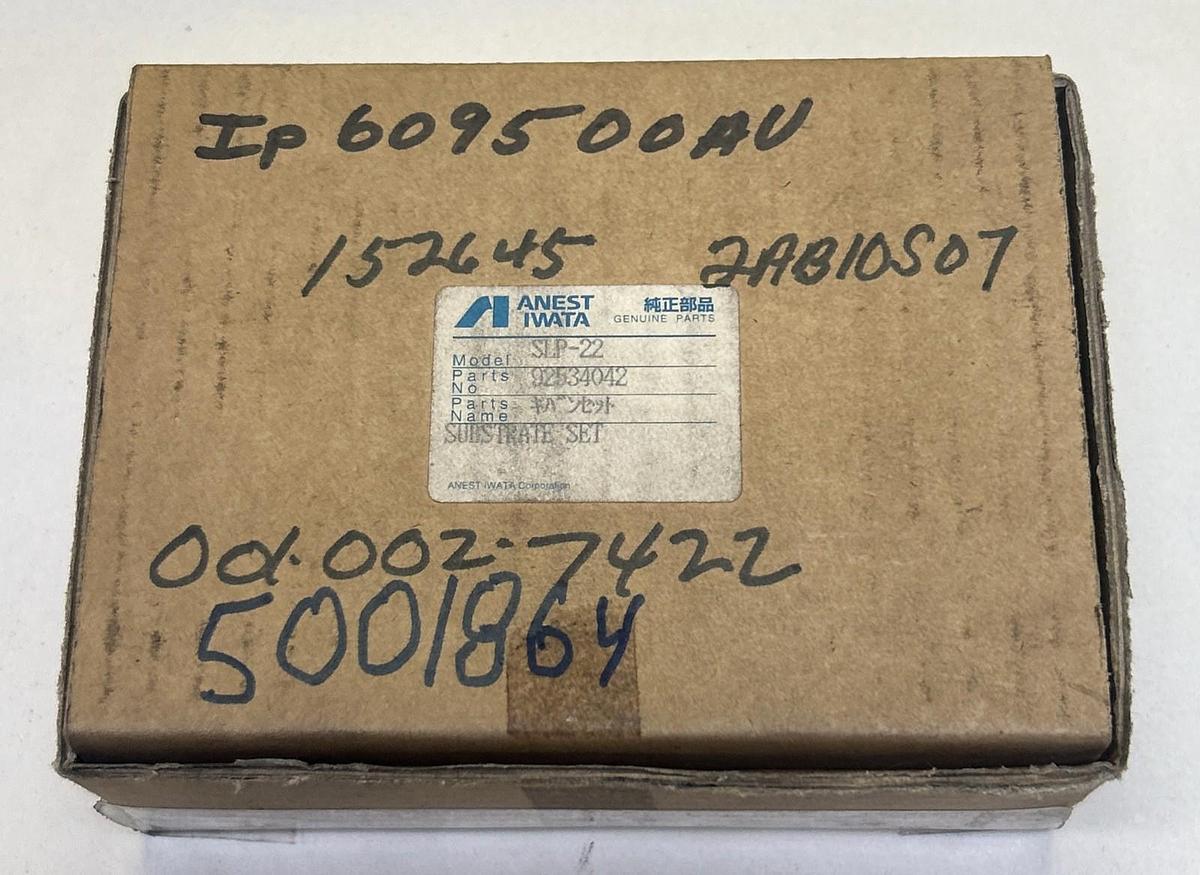 Ip 609500AU
152645 2AB10S07
ANEST IWATA 純正部品
GENUINE PARTS
Model SLP-22
Parts No 92534042
Parts Name キバンセット
SUBSTRATE SET
ANEST IWATA Corporation
00.002.7422
5001864